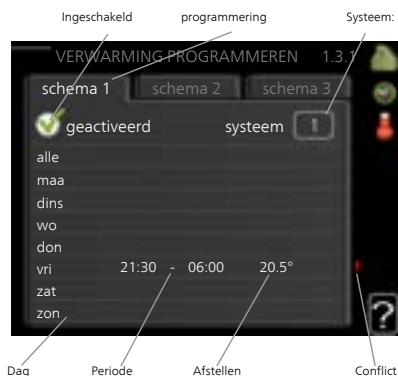 Ingeschakeld programmering Systeem:
VERWARMING PROGRAMMEREN 1.3.1
schema 1 schema 2 schema 3
geactiveerd systeem 1
alle
maa
dins
wo
don
vri 21:30 - 06:00 20.5°
zat
zon
?
Dag Periode Afstellen Conflict